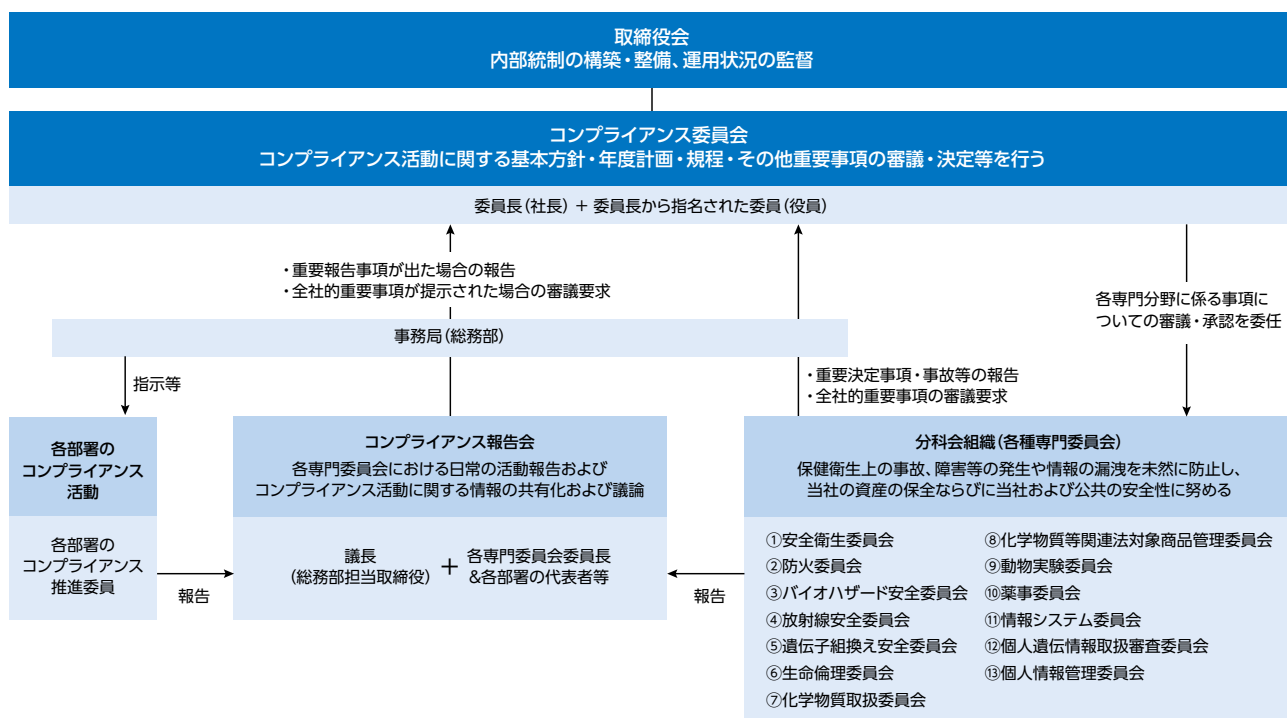 取締役会
内部統制の構築・整備、運用状況の監督
コンプライアンス委員会
コンプライアンス活動に関する基本方針・年度計画・規程・その他重要事項の審議・決定等を行う
委員長(社長) + 委員長から指名された委員(役員)
・重要報告事項が出た場合の報告
・全社的重要事項が提示された場合の審議要求
各専門分野に係る事項に
ついての審議・承認を委任
事務局(総務部)
指示等
・重要決定事項・事故等の報告
・全社的重要事項の審議要求
各部署の
コンプライアンス
活動
各部署の
コンプライアンス
推進委員
報告
コンプライアンス報告会
各専門委員会における日常の活動報告および
コンプライアンス活動に関する情報の共有化および議論
議長
(総務部担当取締役)
+
各専門委員会委員長
&各部署の代表者等
報告
分科会組織(各種専門委員会)
保健衛生上の事故、障害等の発生や情報の漏洩を未然に防止し、
当社の資産の保全ならびに当社および公共の安全性に努める
①安全衛生委員会
②防火委員会
③バイオハザード安全委員会
④放射線安全委員会
⑤遺伝子組換え安全委員会
⑥生命倫理委員会
⑦化学物質取扱委員会
⑧化学物質等関連法対象商品管理委員会
⑨動物実験委員会
⑩薬事委員会
⑪情報システム委員会
⑫個人遺伝情報取扱審査委員会
⑬個人情報管理委員会